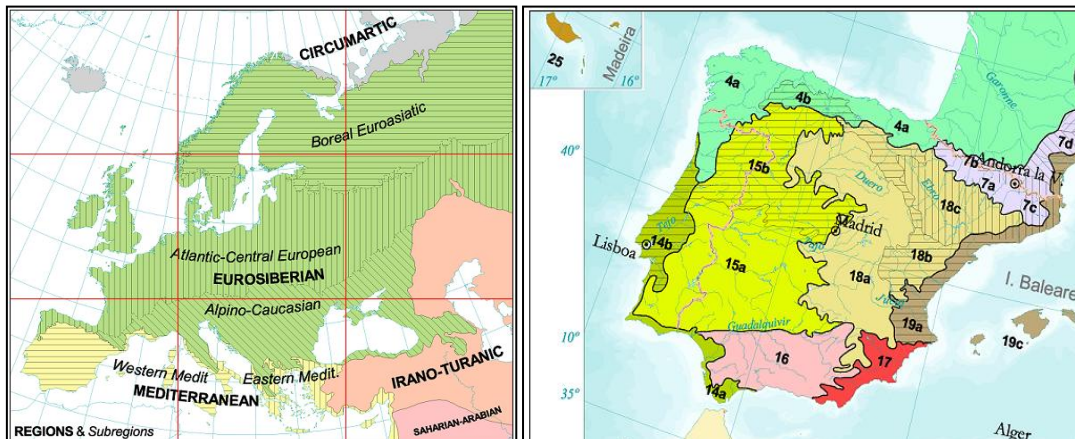 CIRCUMARTIC
Boreal Euroasiatic
Atlantic-Central European
EUROSIBERIAN
Alpino-Caucasian
Western Medit
Eastern Medit.
MEDITERRANEAN
IRANO-TURANIC
SAHARIAN-ARABIAN
REGIONS & Subregions
25
Madeira
17°
16°
4a
4b
4a
Garonne
40°
7d
7b
Andorra la V.
7a
7c
15b
Duero
Ebro
18c
Tajo
Madrid
Lisboa
14b
Tajo
18b
15a
18a
I. Baleare
Júcar
19a
10°
Guadalquivir
19c
16
17
35°
14a
Alger